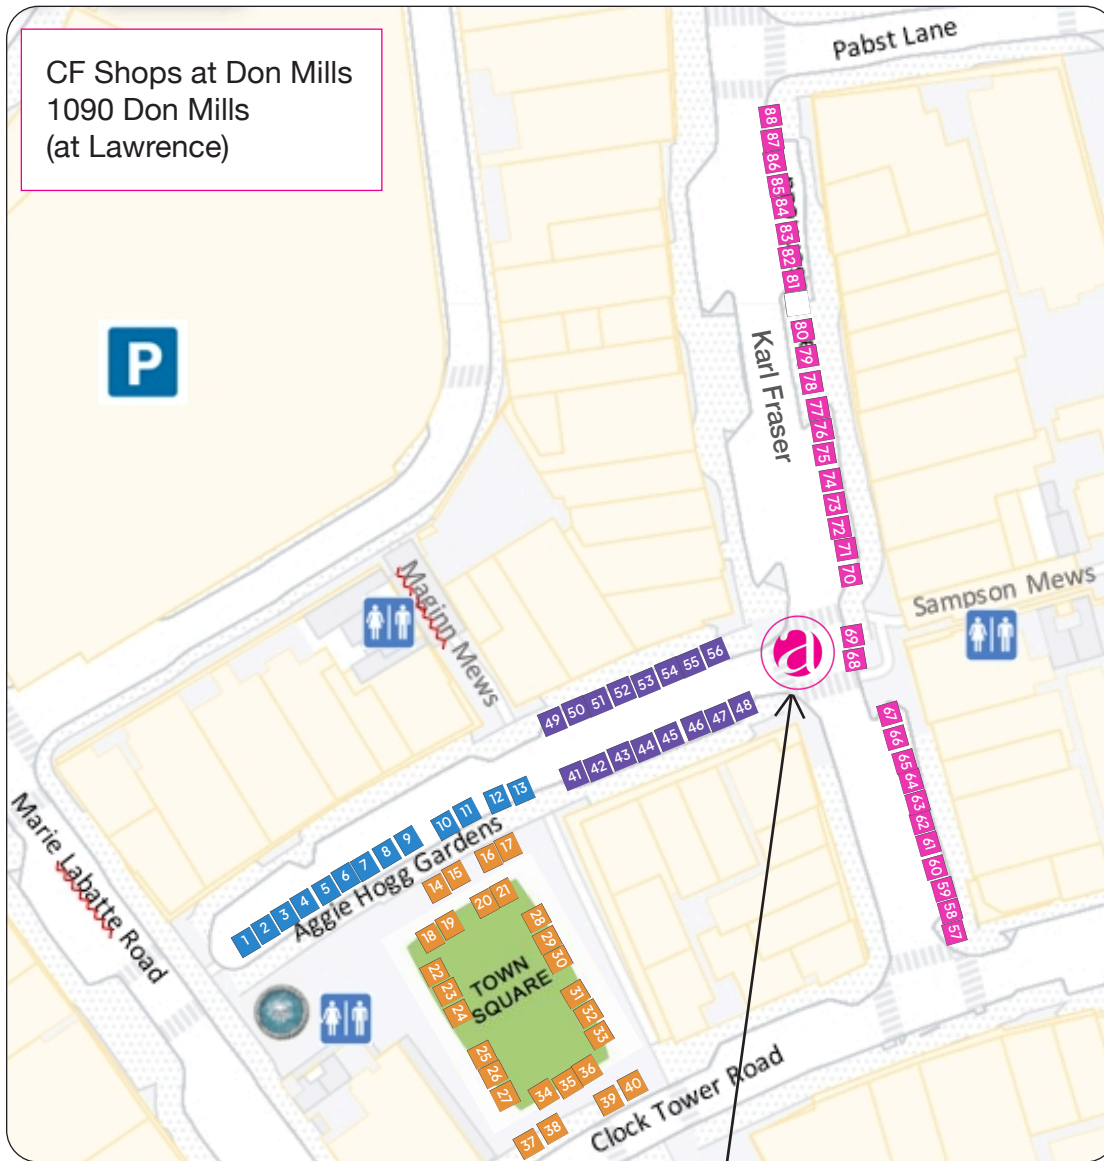 CF Shops at Don Mills
1090 Don Mills
(at Lawrence)
Pabst Lane
P
88
87
86
85
84
83
82
81
80
79
78
77
76
75
74
73
72
71
70
Karl Fraser
Sampson Mews
Maginn Mews
69
68
a
49 50 51 52 53 54 55 56
41 42 43 44 45 46 47 48
67
66
65
64
63
62
61
60
59
58
57
1 2 3 4 5 6 7 8 9 10 11 12 13
Aggie Hogg Gardens
Marie Labatte Road
14 15 16 17
18 19 20 21
22
23
24
25
26
27
28
29
30
31
32
33
TOWN
SQUARE
34 35 36
37 38 39 40
Clock Tower Road